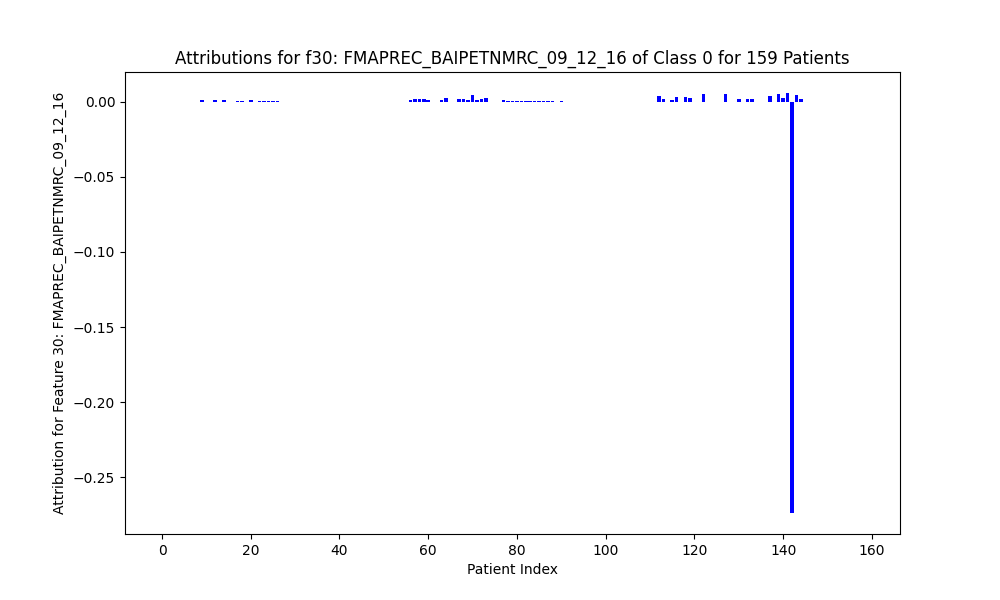 Attributions for f30: FMAPREC_BAIPETNMRC_09_12_16 of Class 0 for 159 Patients
Attribution for Feature 30: FMAPREC_BAIPETNMRC_09_12_16
0.00
−0.05
−0.10
−0.15
−0.20
−0.25
0 20 40 60 80 100 120 140 160
Patient Index